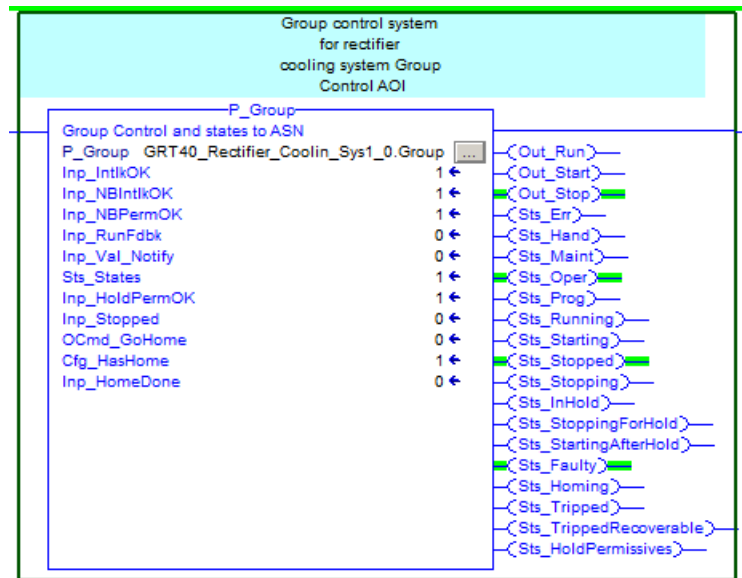 Group control system
for rectifier
cooling system Group
Control AOI
P_Group
Group Control and states to ASN
P_Group GRT40_Rectifier_Coolin_Sys1_0.Group ...
Inp_IntlkOK 1
Inp_NBIntlkOK 1
Inp_NBPermOK 1
Inp_RunFdbk 0
Inp_Val_Notify 0
Sts_States 1
Inp_HoldPermOK 1
Inp_Stopped 0
OCmd_GoHome 0
Cfg_HasHome 1
Inp_HomeDone 0
Out_Run
Out_Start
Out_Stop
Sts_Err
Sts_Hand
Sts_Maint
Sts_Oper
Sts_Prog
Sts_Running
Sts_Starting
Sts_Stopped
Sts_Stopping
Sts_InHold
Sts_StoppingForHold
Sts_StartingAfterHold
Sts_Faulty
Sts_Homing
Sts_Tripped
Sts_TrippedRecoverable
Sts_HoldPermissives